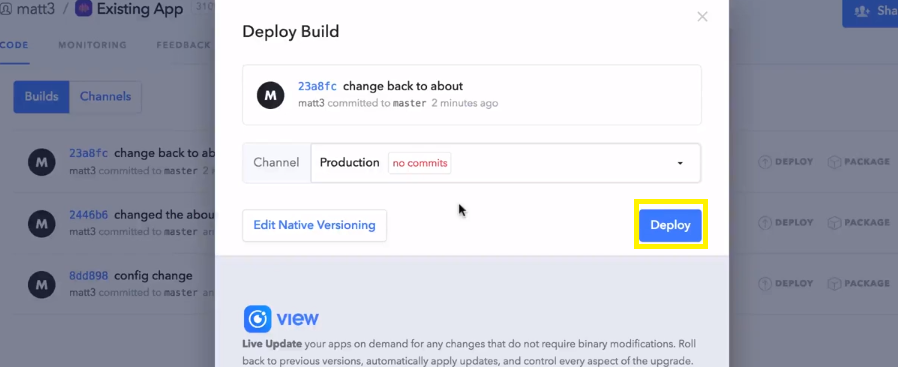 matt3 / Existing App 310
Sha
CODE MONITORING FEEDBACK
Builds Channels
M
23a8fc change back to ab
matt3 committed to master 2
DEPLOY PACKAGE
M
2446b6 changed the abou
matt3 committed to master an
DEPLOY PACKAGE
M
8dd898 config change
matt3 committed to master an
DEPLOY PACKAGE
Deploy Build
M
23a8fc change back to about
matt3 committed to master 2 minutes ago
Channel Production no commits
Edit Native Versioning Deploy
view
Live Update your apps on demand for any changes that do not require binary modifications. Roll
back to previous versions, automatically apply updates, and control every aspect of the upgrade.